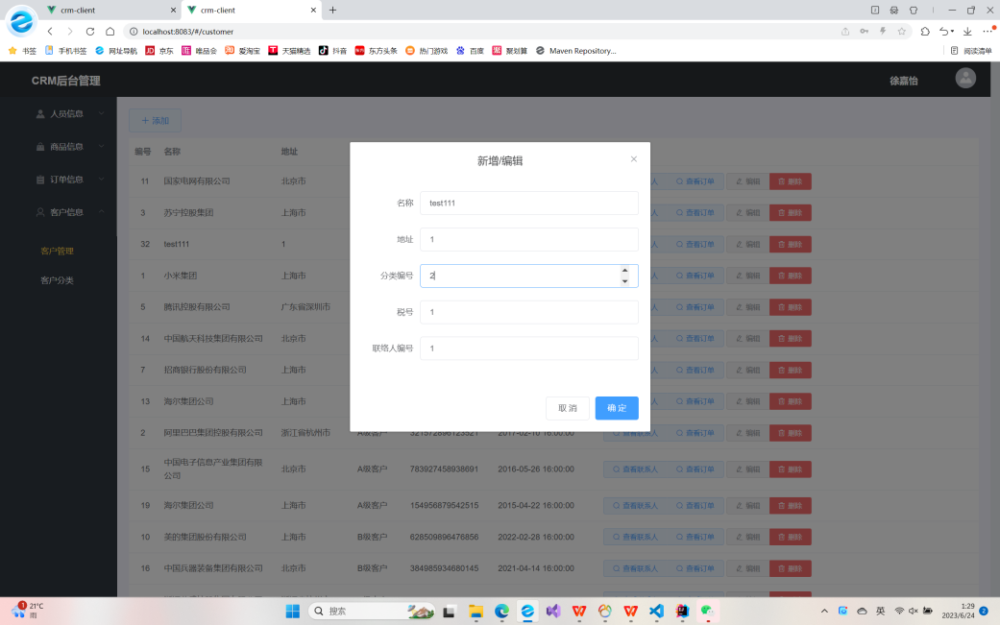 crm-client
crm-client
localhost:8083/#/customer
书签 手机书签 网址导航 京东 唯品会 爱淘宝 天猫精选 抖音 东方头条 热门游戏 百度 聚划算 Maven Repository... 阅读清单
CRM后台管理 徐嘉怡
人员信息
商品信息
订单信息
客户信息
客户管理
客户分类
+ 添加
编号 名称 地址
11 国家电网有限公司 北京市 人 查看订单 编辑 删除
3 苏宁控股集团 上海市 人 查看订单 编辑 删除
32 test111 1 人 查看订单 编辑 删除
1 小米集团 上海市 人 查看订单 编辑 删除
5 腾讯控股有限公司 广东省深圳市 人 查看订单 编辑 删除
14 中国航天科技集团有限公司 北京市 人 查看订单 编辑 删除
7 招商银行股份有限公司 上海市 人 查看订单 编辑 删除
13 海尔集团公司 上海市 人 查看订单 编辑 删除
2 阿里巴巴集团控股有限公司 浙江省杭州市 A级客户 321572896123521 2017-02-10 16:00:00 查看联系人 查看订单 编辑 删除
15 中国电子信息产业集团有限公司 北京市 A级客户 783927458938691 2016-05-26 16:00:00 查看联系人 查看订单 编辑 删除
19 海尔集团公司 上海市 A级客户 154956879542515 2015-04-22 16:00:00 查看联系人 查看订单 编辑 删除
10 美的集团股份有限公司 上海市 B级客户 628509896476856 2022-02-28 16:00:00 查看联系人 查看订单 编辑 删除
16 中国兵器装备集团有限公司 北京市 B级客户 384985934680145 2021-04-14 16:00:00 查看联系人 查看订单 编辑 删除
新增/编辑
名称 test111
地址 1
分类编号 2
税号 1
联络人编号 1
取 消 确 定
1 21°C
雨
搜索
英
1:29
2023/6/24 2